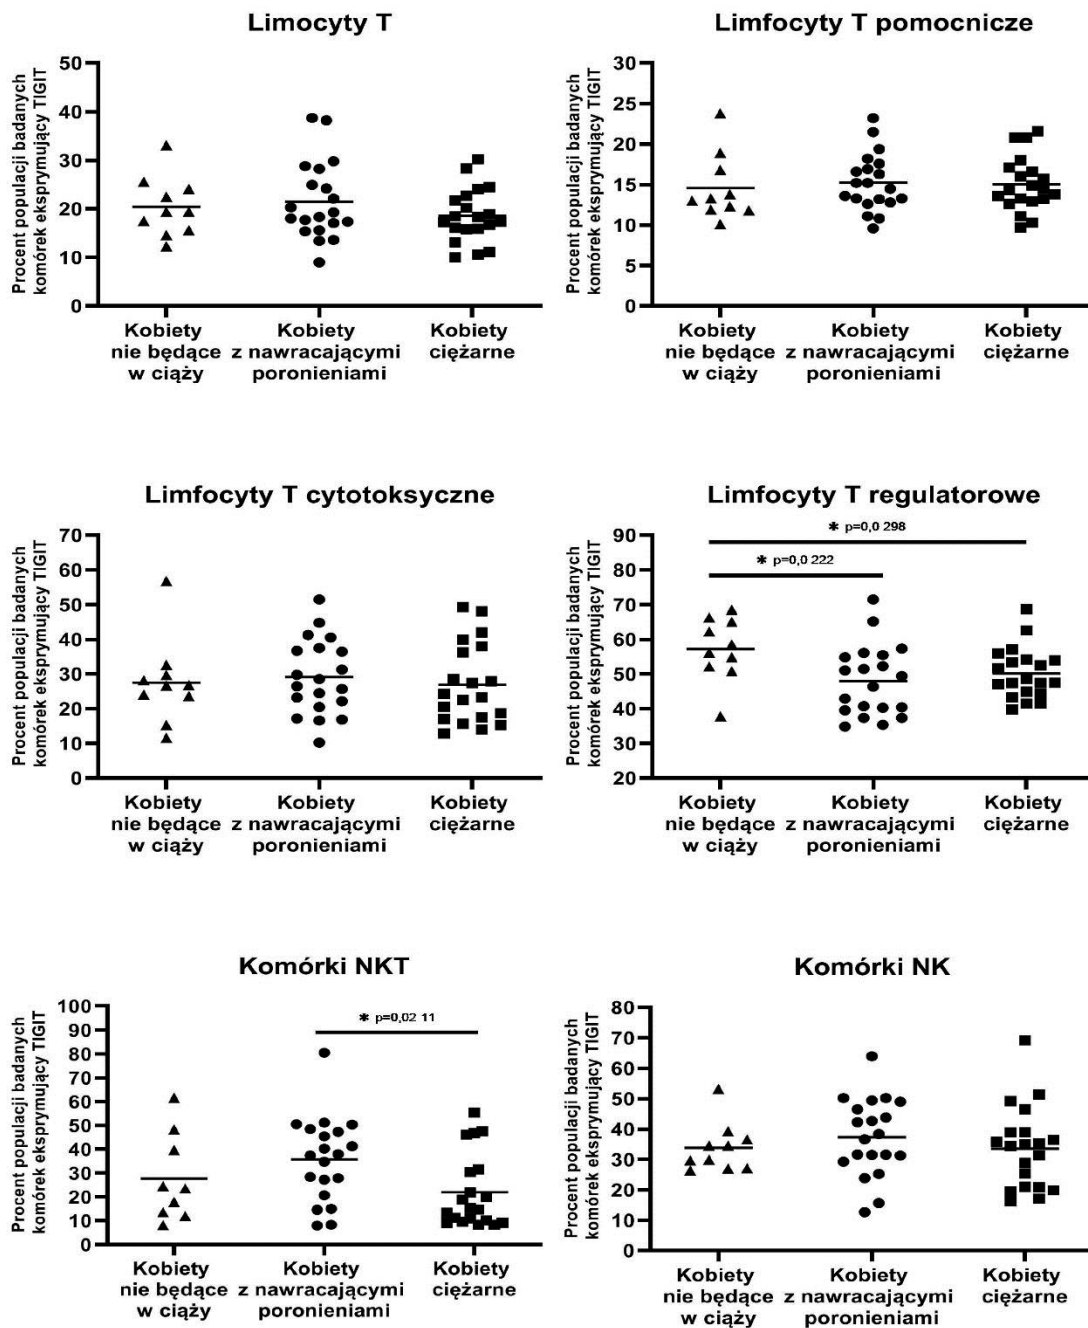 Limocyty T
Procent populacji badanych
komórek eksprymujący TIGIT
50
40
30
20
10
0
Kobiety
nie będące
w ciąży
Kobiety
z nawracającymi
poronieniami
Kobiety
ciężarne
Limfocyty T pomocnicze
Procent populacji badanych
komórek eksprymujący TIGIT
30
25
20
15
10
5
0
Kobiety
nie będące
w ciąży
Kobiety
z nawracającymi
poronieniami
Kobiety
ciężarne
Limfocyty T cytotoksyczne
Procent populacji badanych
komórek eksprymujący TIGIT
70
60
50
40
30
20
10
0
Kobiety
nie będące
w ciąży
Kobiety
z nawracającymi
poronieniami
Kobiety
ciężarne
Limfocyty T regulatorowe
Procent populacji badanych
komórek eksprymujący TIGIT
90
80
70
60
50
40
30
20
* p=0,0 298
* p=0,0 222
Kobiety
nie będące
w ciąży
Kobiety
z nawracającymi
poronieniami
Kobiety
ciężarne
Komórki NKT
Procent populacji badanych
komórek eksprymujący TIGIT
100
90
80
70
60
50
40
30
20
10
0
* p=0,02 11
Kobiety
nie będące
w ciąży
Kobiety
z nawracającymi
poronieniami
Kobiety
ciężarne
Komórki NK
Procent populacji badanych
komórek eksprymujący TIGIT
80
70
60
50
40
30
20
10
0
Kobiety
nie będące
w ciąży
Kobiety
z nawracającymi
poronieniami
Kobiety
ciężarne